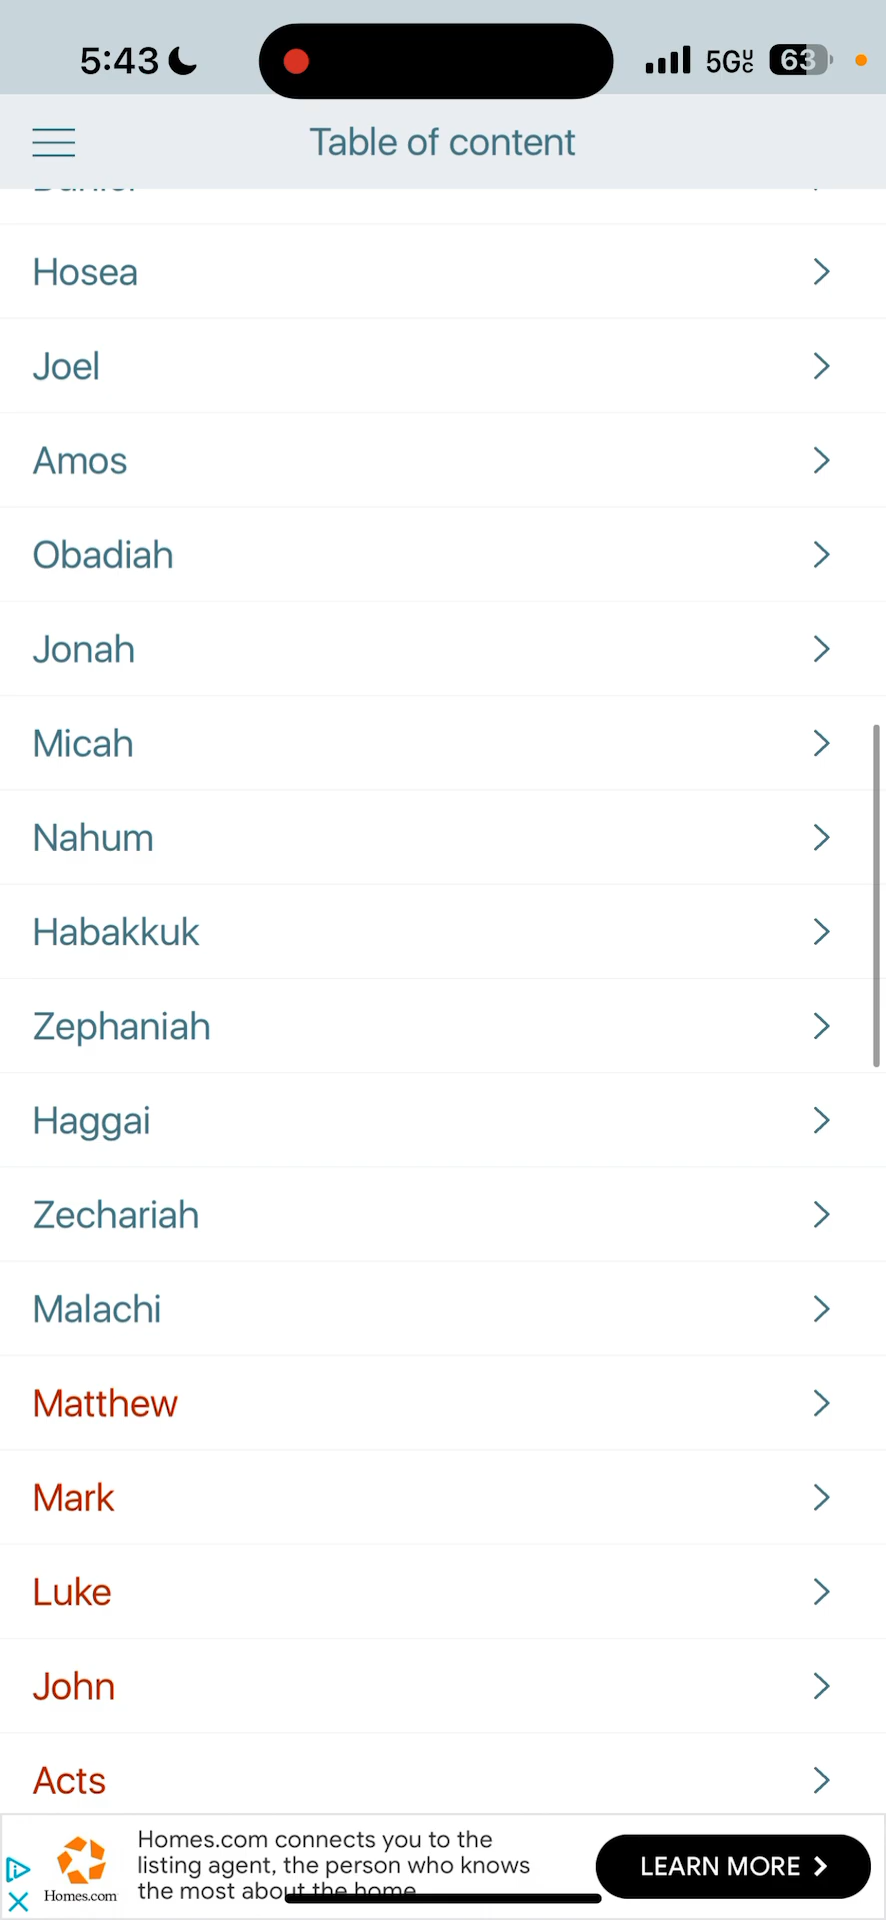 5:43
5G UC
63
Table of content
Hosea
Joel
Amos
Obadiah
Jonah
Micah
Nahum
Habakkuk
Zephaniah
Haggai
Zechariah
Malachi
Matthew
Mark
Luke
John
Acts
Homes.com connects you to the
listing agent, the person who knows
the most about the home.
Homes.com
LEARN MORE